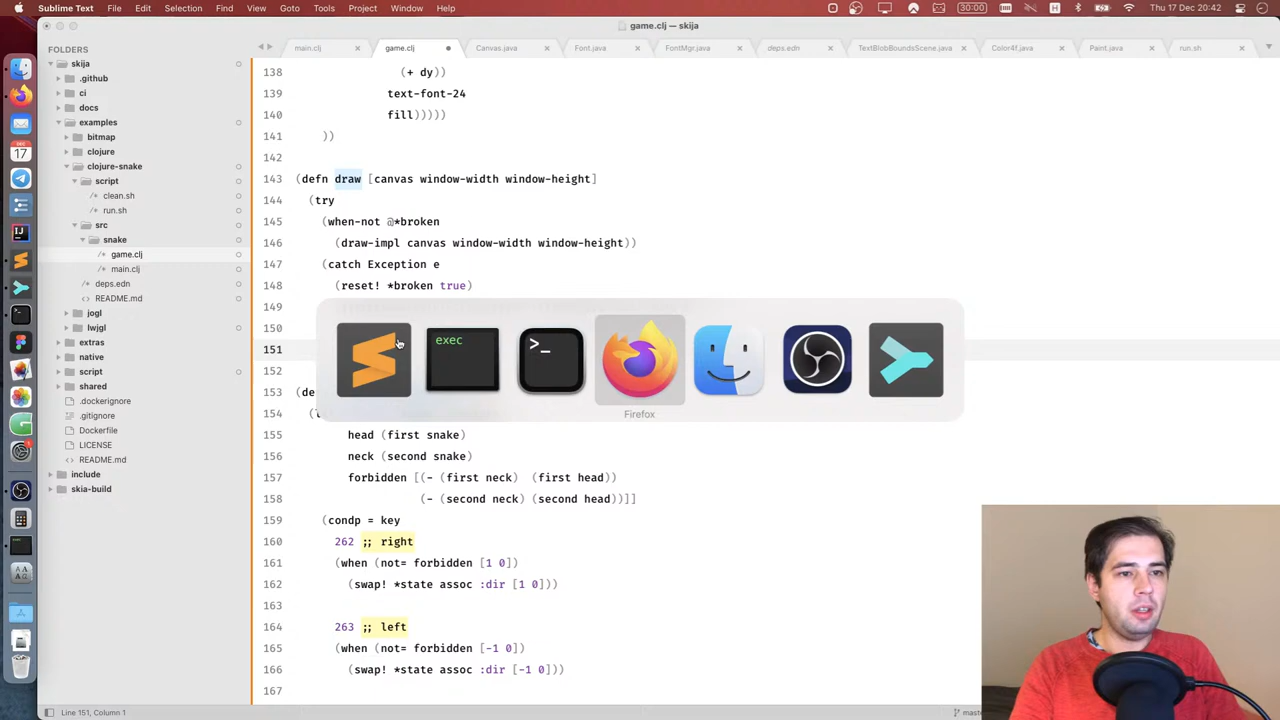 Sublime Text File Edit Selection Find View Goto Tools Project Window Help
Thu 17 Dec 20:42
game.clj — skija
FOLDERS
skija
.github
ci
docs
examples
bitmap
clojure
clojure-snake
script
clean.sh
run.sh
src
snake
game.clj
main.clj
deps.edn
README.md
jogl
lwjgl
extras
native
script
shared
.dockerignore
.gitignore
Dockerfile
LICENSE
README.md
include
skia-build
main.clj game.clj Canvas.java Font.java FontMgr.java deps.edn TextBlobBoundsScene.java Color4f.java Paint.java run.sh
138 (+ dy))
139 text-font-24
140 fill)))))
141 ))
142
143 (defn draw [canvas window-width window-height]
144 (try
145 (when-not @*broken
146 (draw-impl canvas window-width window-height))
147 (catch Exception e
148 (reset! *broken true)
149
150
151
152
153 (de
154 (l
155 head (first snake)
156 neck (second snake)
157 forbidden [(- (first neck) (first head))
158 (- (second neck) (second head))]]
159 (condp = key
160 262 ;; right
161 (when (not= forbidden [1 0])
162 (swap! *state assoc :dir [1 0]))
163
164 263 ;; left
165 (when (not= forbidden [-1 0])
166 (swap! *state assoc :dir [-1 0]))
167
exec
>_
Firefox
DEC
17
Line 151, Column 1
maste